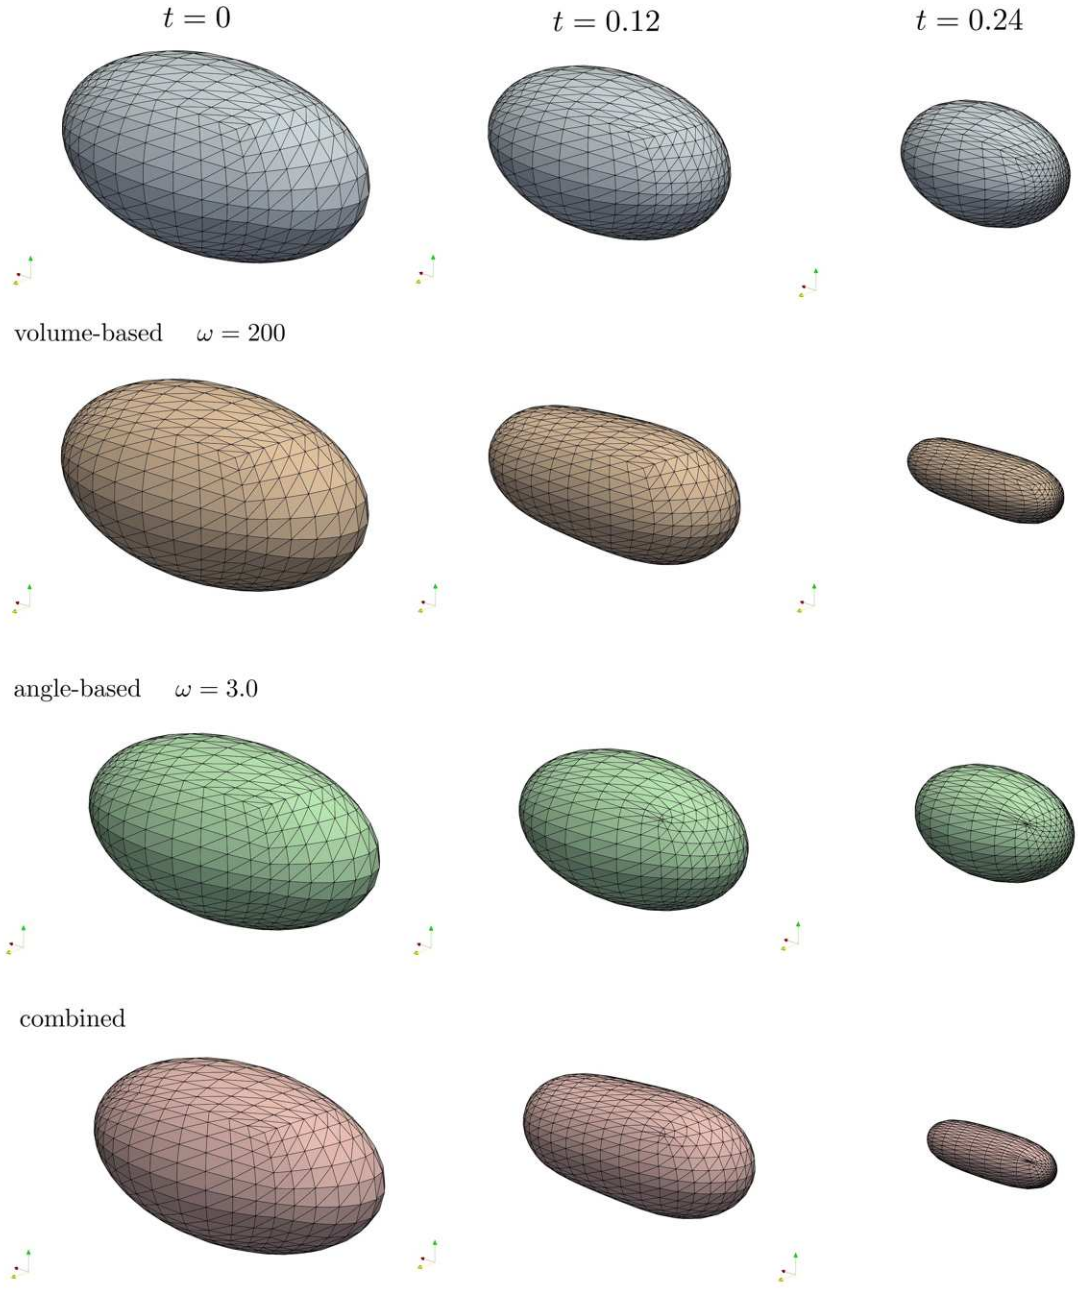 t = 0 t = 0.12 t = 0.24
volume-based ω = 200
angle-based ω = 3.0
combined